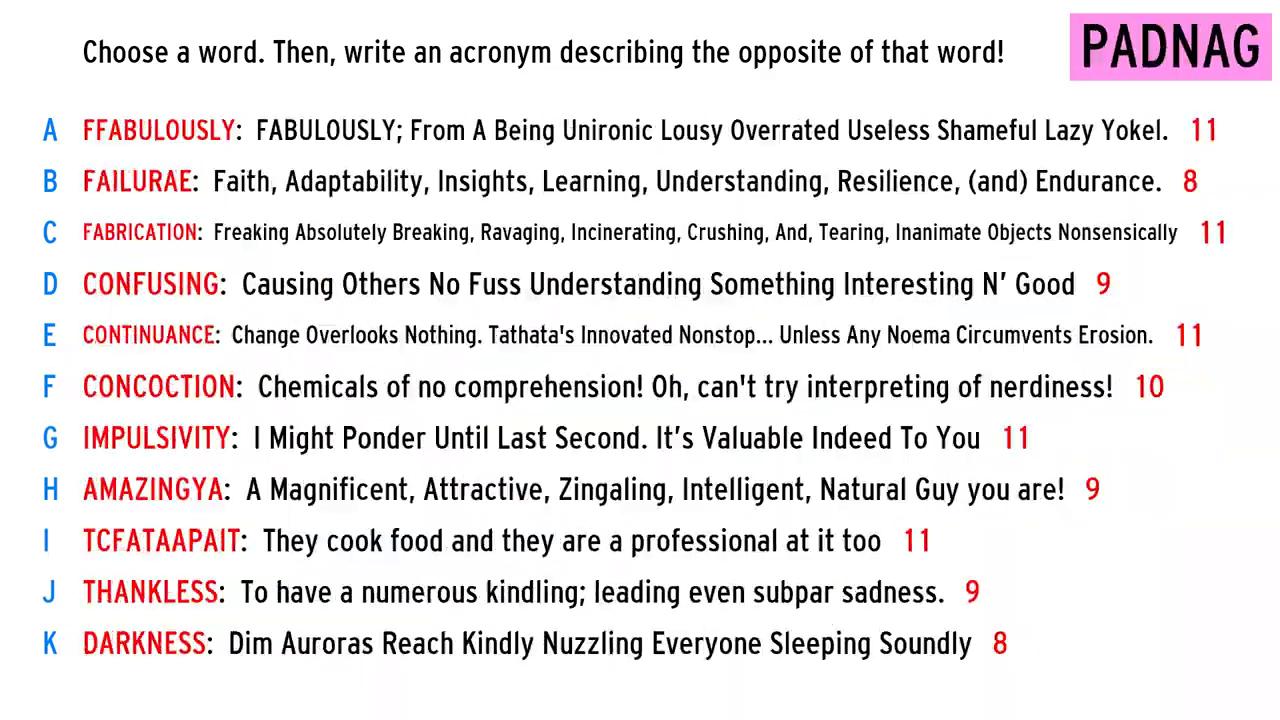 Choose a word. Then, write an acronym describing the opposite of that word!
PADNAG
A FFABULOUSLY: FABULOUSLY; From A Being Unironic Lousy Overrated Useless Shameful Lazy Yokel. 11
B FAILURAE: Faith, Adaptability, Insights, Learning, Understanding, Resilience, (and) Endurance. 8
C FABRICATION: Freaking Absolutely Breaking, Ravaging, Incinerating, Crushing, And, Tearing, Inanimate Objects Nonsensically 11
D CONFUSING: Causing Others No Fuss Understanding Something Interesting N’ Good 9
E CONTINUANCE: Change Overlooks Nothing. Tathata's Innovated Nonstop... Unless Any Noema Circumvents Erosion. 11
F CONCOCTION: Chemicals of no comprehension! Oh, can't try interpreting of nerdiness! 10
G IMPULSIVITY: I Might Ponder Until Last Second. It’s Valuable Indeed To You 11
H AMAZINGYA: A Magnificent, Attractive, Zingaling, Intelligent, Natural Guy you are! 9
I TCFATAAPAIT: They cook food and they are a professional at it too 11
J THANKLESS: To have a numerous kindling; leading even subpar sadness. 9
K DARKNESS: Dim Auroras Reach Kindly Nuzzling Everyone Sleeping Soundly 8